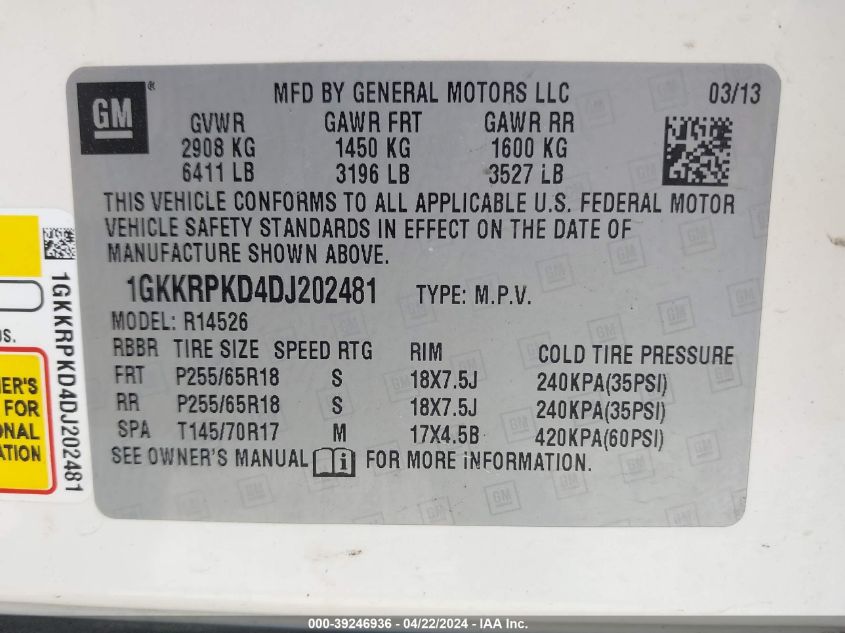 GM
MFD BY GENERAL MOTORS LLC 03/13
GVWR GAWR FRT GAWR RR
2908 KG 1450 KG 1600 KG
6411 LB 3196 LB 3527 LB
THIS VEHICLE CONFORMS TO ALL APPLICABLE U.S. FEDERAL MOTOR
VEHICLE SAFETY STANDARDS IN EFFECT ON THE DATE OF
MANUFACTURE SHOWN ABOVE.
1GKKRPKD4DJ202481 TYPE: M.P.V.
MODEL: R14526
RBBR TIRE SIZE SPEED RTG RIM COLD TIRE PRESSURE
FRT P255/65R18 S 18X7.5J 240KPA(35PSI)
RR P255/65R18 S 18X7.5J 240KPA(35PSI)
SPA T145/70R17 M 17X4.5B 420KPA(60PSI)
SEE OWNER'S MANUAL i FOR MORE INFORMATION.
1GKKRPKD4DJ202481
ER'S
FOR
ONAL
ATION
000-39246936 - 04/22/2024 - IAA Inc.